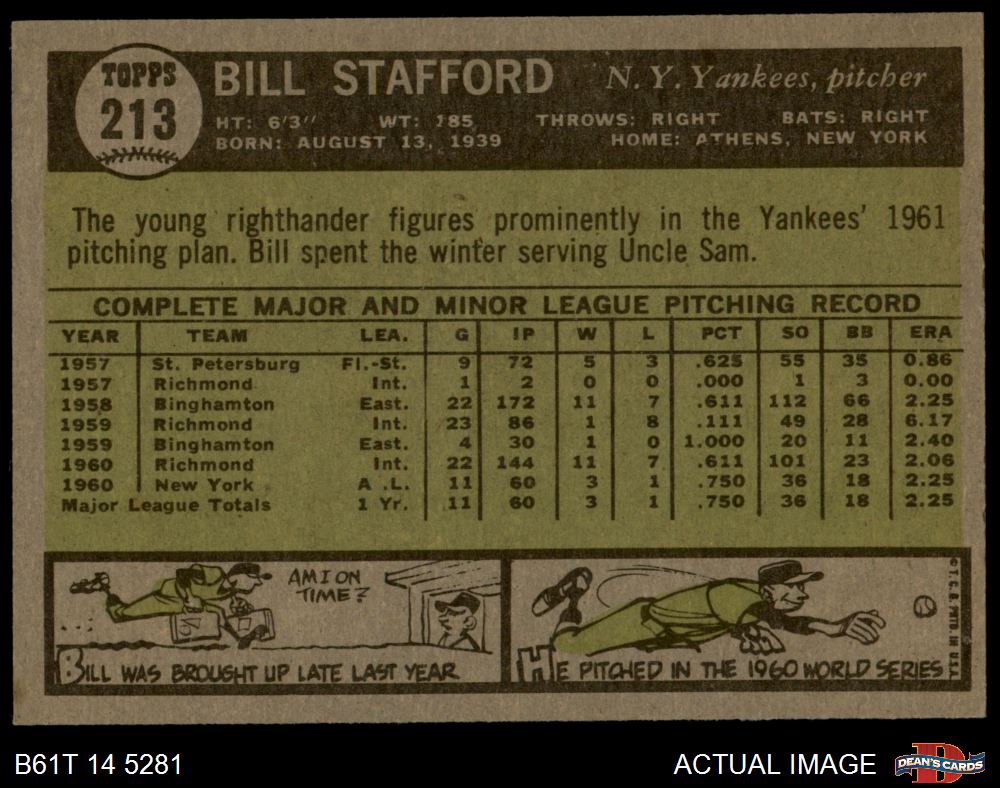 TOPPS
213
BILL STAFFORD N. Y. Yankees, pitcher
HT: 6'3" WT: 185 THROWS: RIGHT BATS: RIGHT
BORN: AUGUST 13, 1939 HOME: ATHENS, NEW YORK
The young righthander figures prominently in the Yankees' 1961
pitching plan. Bill spent the winter serving Uncle Sam.
COMPLETE MAJOR AND MINOR LEAGUE PITCHING RECORD
YEAR TEAM LEA. G IP W L PCT SO BB ERA
1957 St. Petersburg Fl.-St. 9 72 5 3 .625 55 35 0.86
1957 Richmond Int. 1 2 0 0 .000 1 3 0.00
1958 Binghamton East. 22 172 11 7 .611 112 66 2.25
1959 Richmond Int. 23 86 1 8 .111 49 28 6.17
1959 Binghamton East. 4 30 1 0 1.000 20 11 2.40
1960 Richmond Int. 22 144 11 7 .611 101 23 2.06
1960 New York A.L. 11 60 3 1 .750 36 18 2.25
Major League Totals 1 Yr. 11 60 3 1 .750 36 18 2.25
AM I ON
TIME?
BILL WAS BROUGHT UP LATE LAST YEAR
HE PITCHED IN THE 1960 WORLD SERIES
© T. C. G. PRTD. IN U.S.A.
B61T 14 5281
ACTUAL IMAGE
DEAN'S CARDS